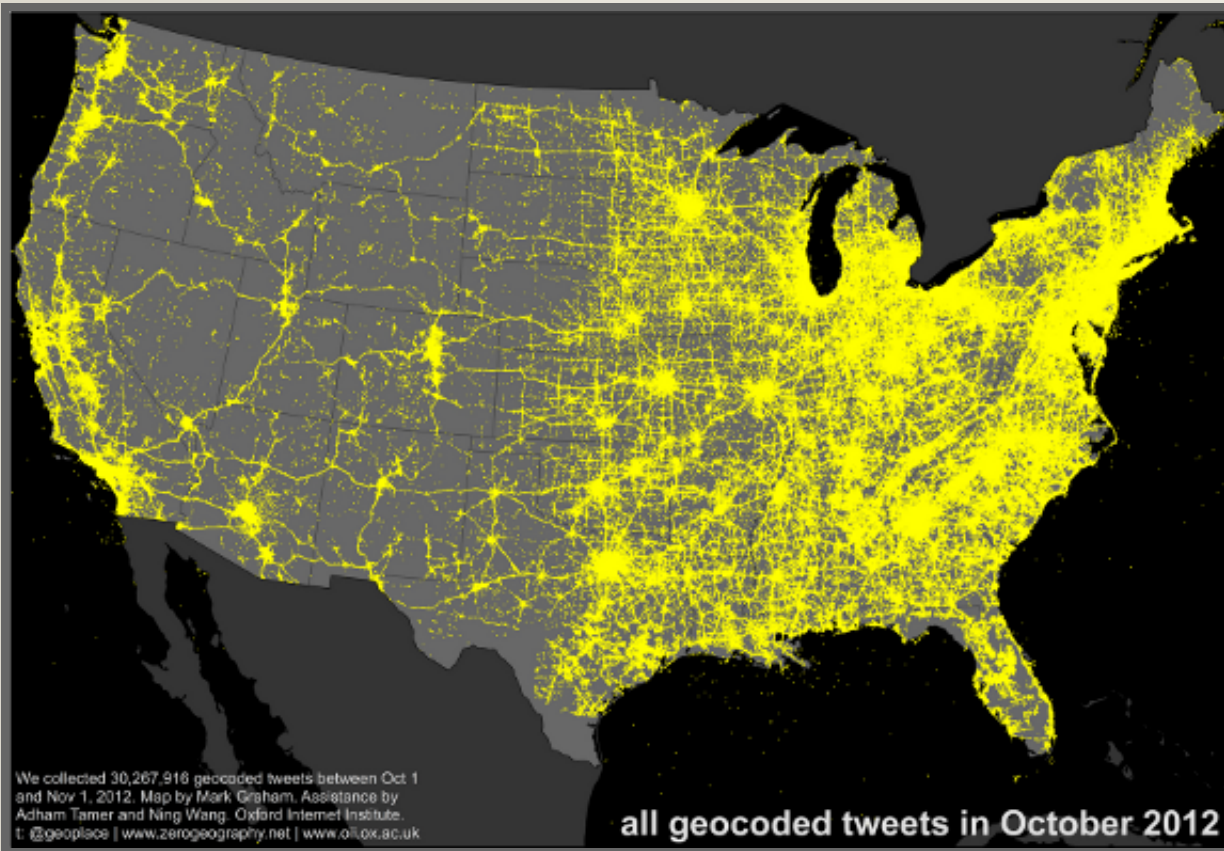 We collected 30,267,916 geocoded tweets between Oct 1
and Nov 1, 2012. Map by Mark Graham. Assistance by
Adham Tamer and Ning Wang. Oxford Internet Institute.
t: @geoplace | www.zerogeography.net | www.oii.ox.ac.uk
all geocoded tweets in October 2012